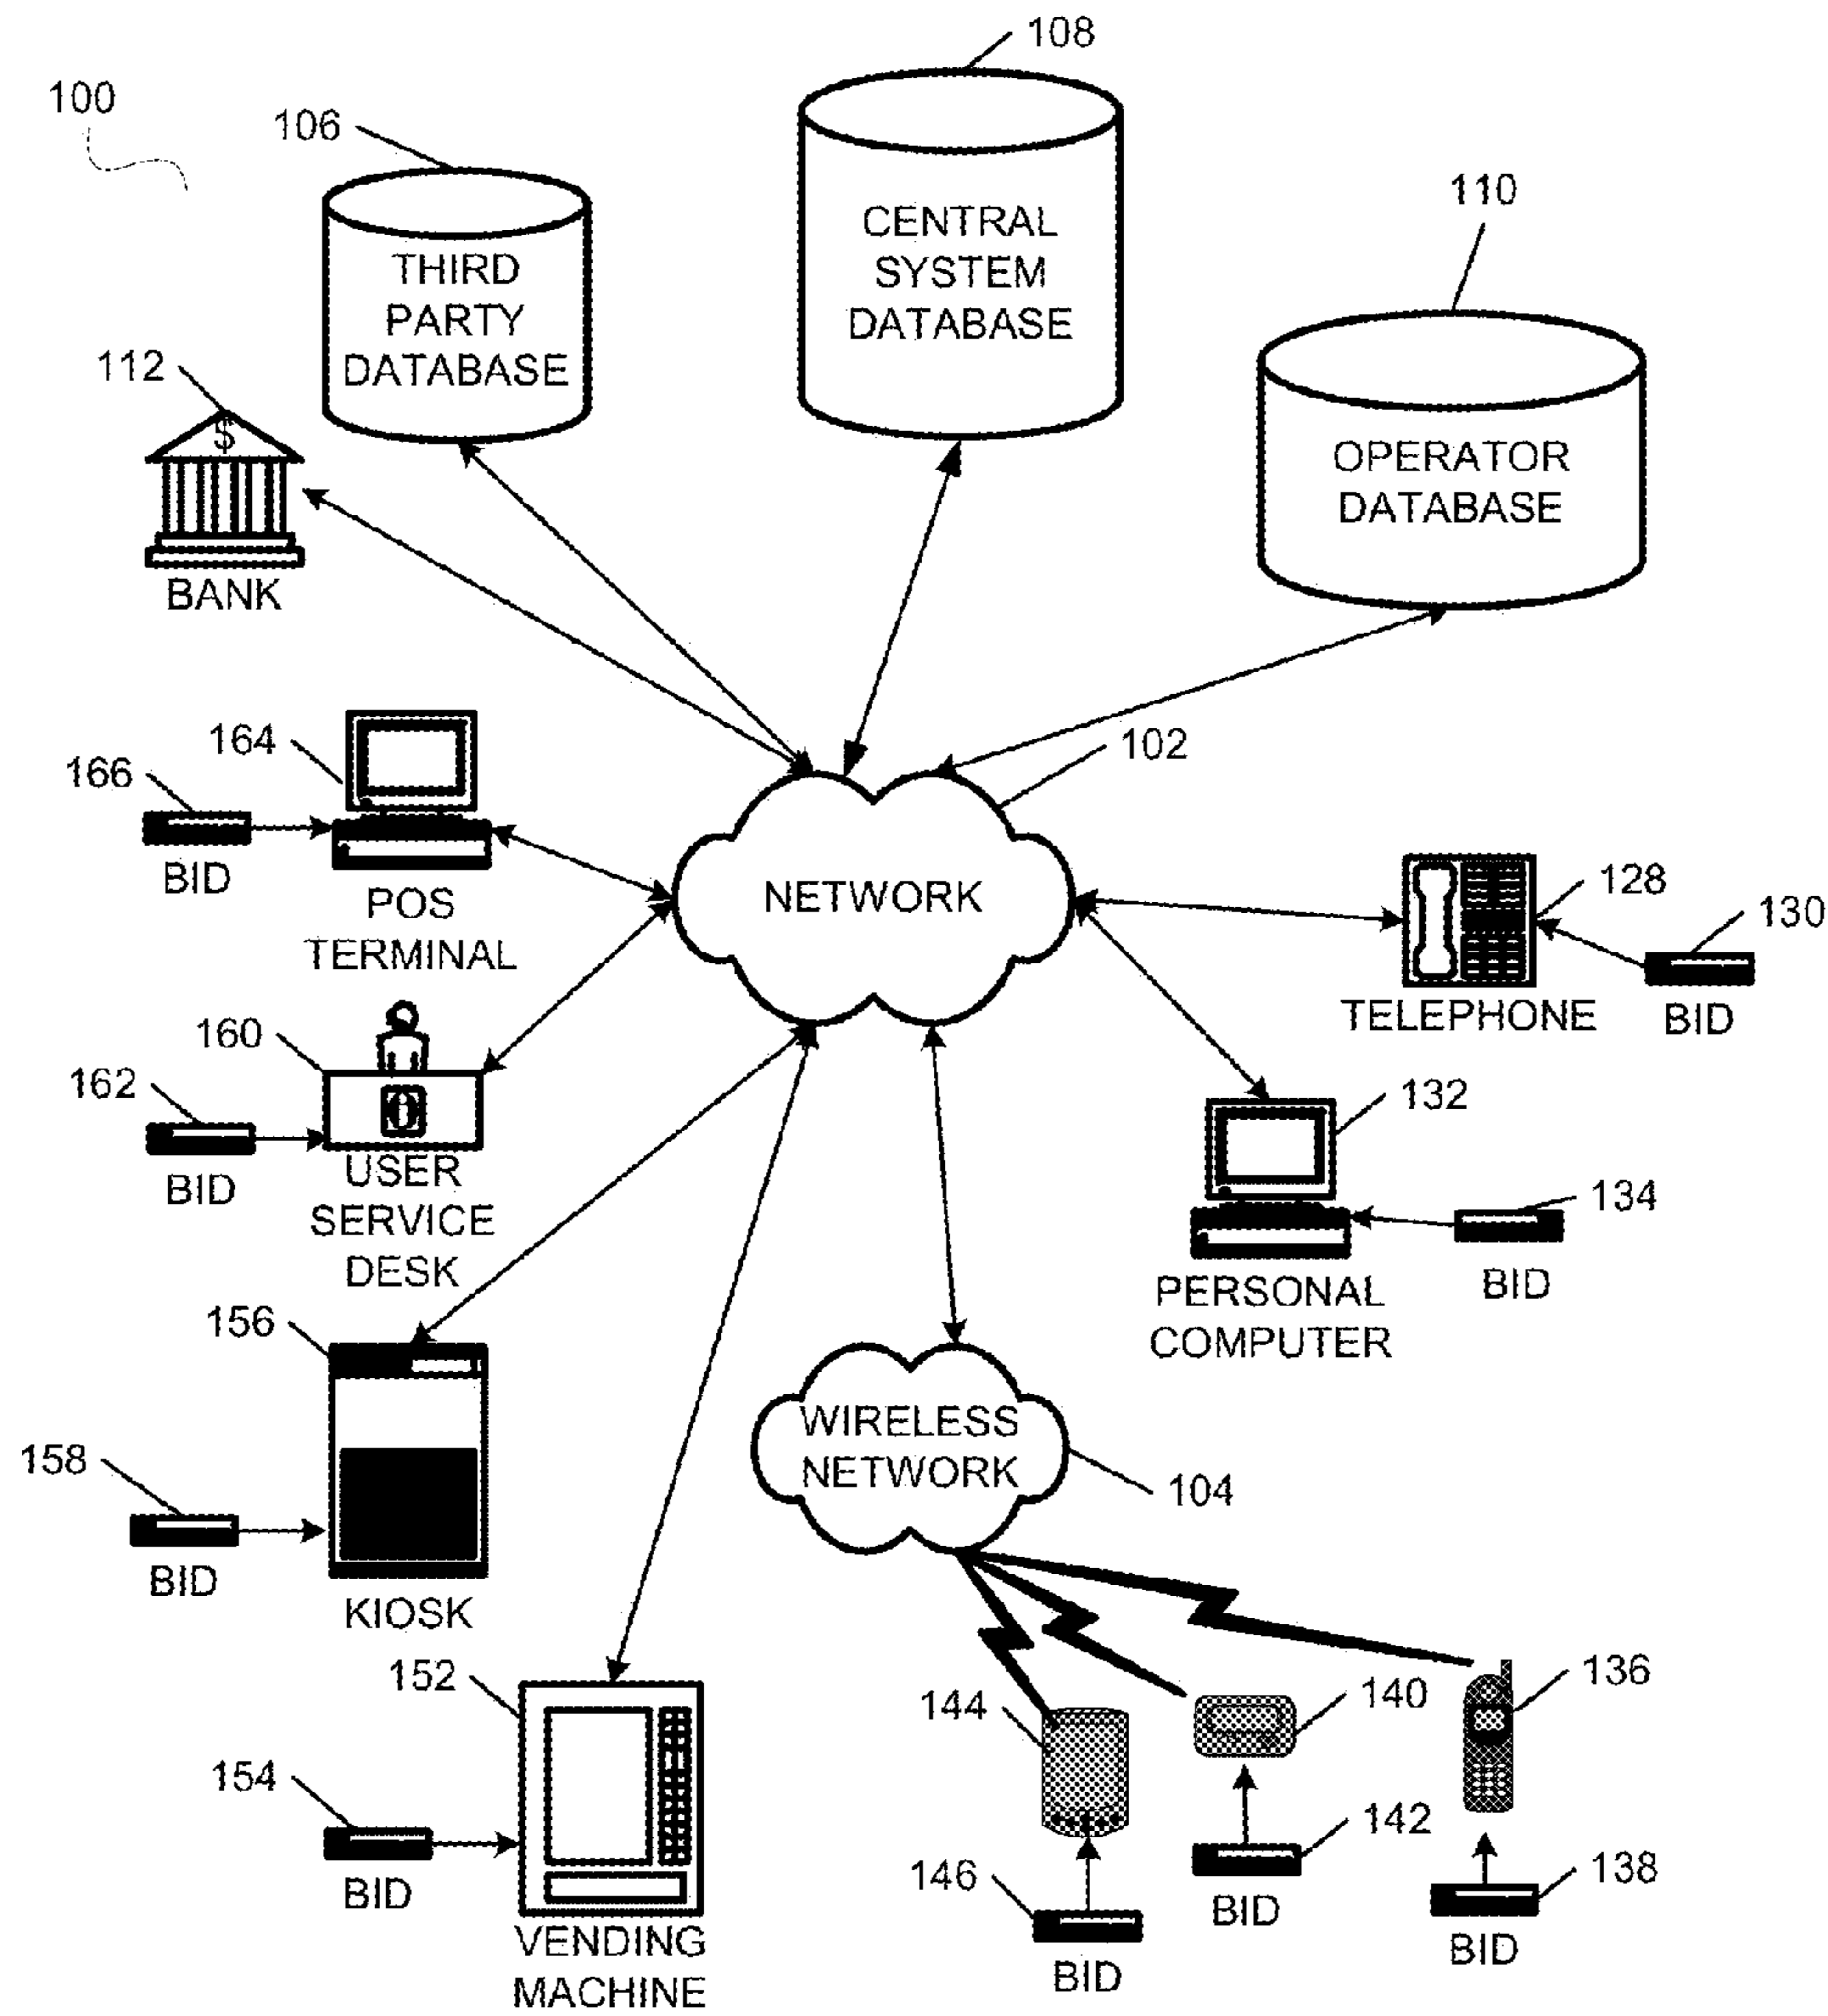 108
100
106
THIRD
PARTY
DATABASE
CENTRAL
SYSTEM
DATABASE
110
OPERATOR
DATABASE
112
$
BANK
164
166
BID
POS
TERMINAL
102
NETWORK
128
130
TELEPHONE
BID
160
162
BID
USER
SERVICE
DESK
132
134
BID
PERSONAL
COMPUTER
156
158
BID
KIOSK
WIRELESS
NETWORK
104
152
154
BID
VENDING
MACHINE
144
140
136
146
BID
142
BID
138
BID